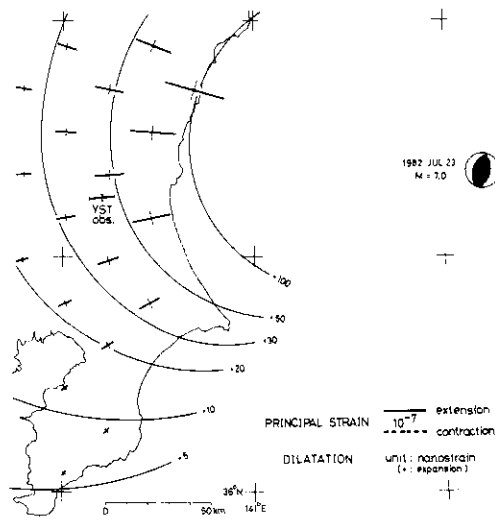 1982 JUL 23
M = 7.0
YST
obs.
+100
+50
+30
+20
+10
+5
PRINCIPAL STRAIN 10⁻⁷ extension
contraction
DILATATION unit : nanostrain
(+ : expansion)
0 50 km
36°N
141°E